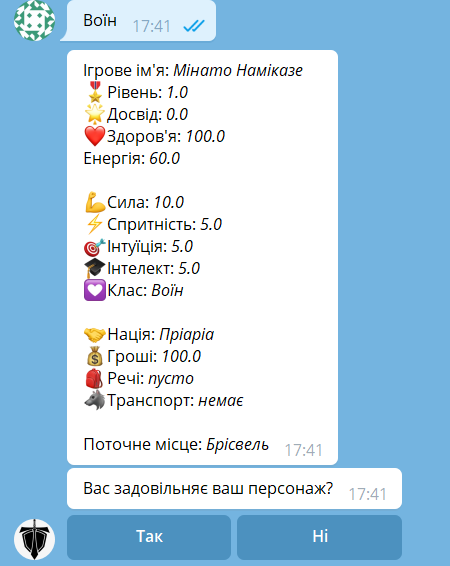 Воїн
17:41
Ігрове ім'я: Мінато Наміказе
🎖Рівень: 1.0
🌟Досвід: 0.0
❤️Здоров'я: 100.0
Енергія: 60.0
💪Сила: 10.0
⚡Спритність: 5.0
🎯Інтуїція: 5.0
🎓Інтелект: 5.0
💟Клас: Воїн
🤝Нація: Пріарія
💰Гроші: 100.0
🎒Речі: пусто
🐺Транспорт: немає
Поточне місце: Брісвель
17:41
Вас задовільняє ваш персонаж?
17:41
Так
Ні